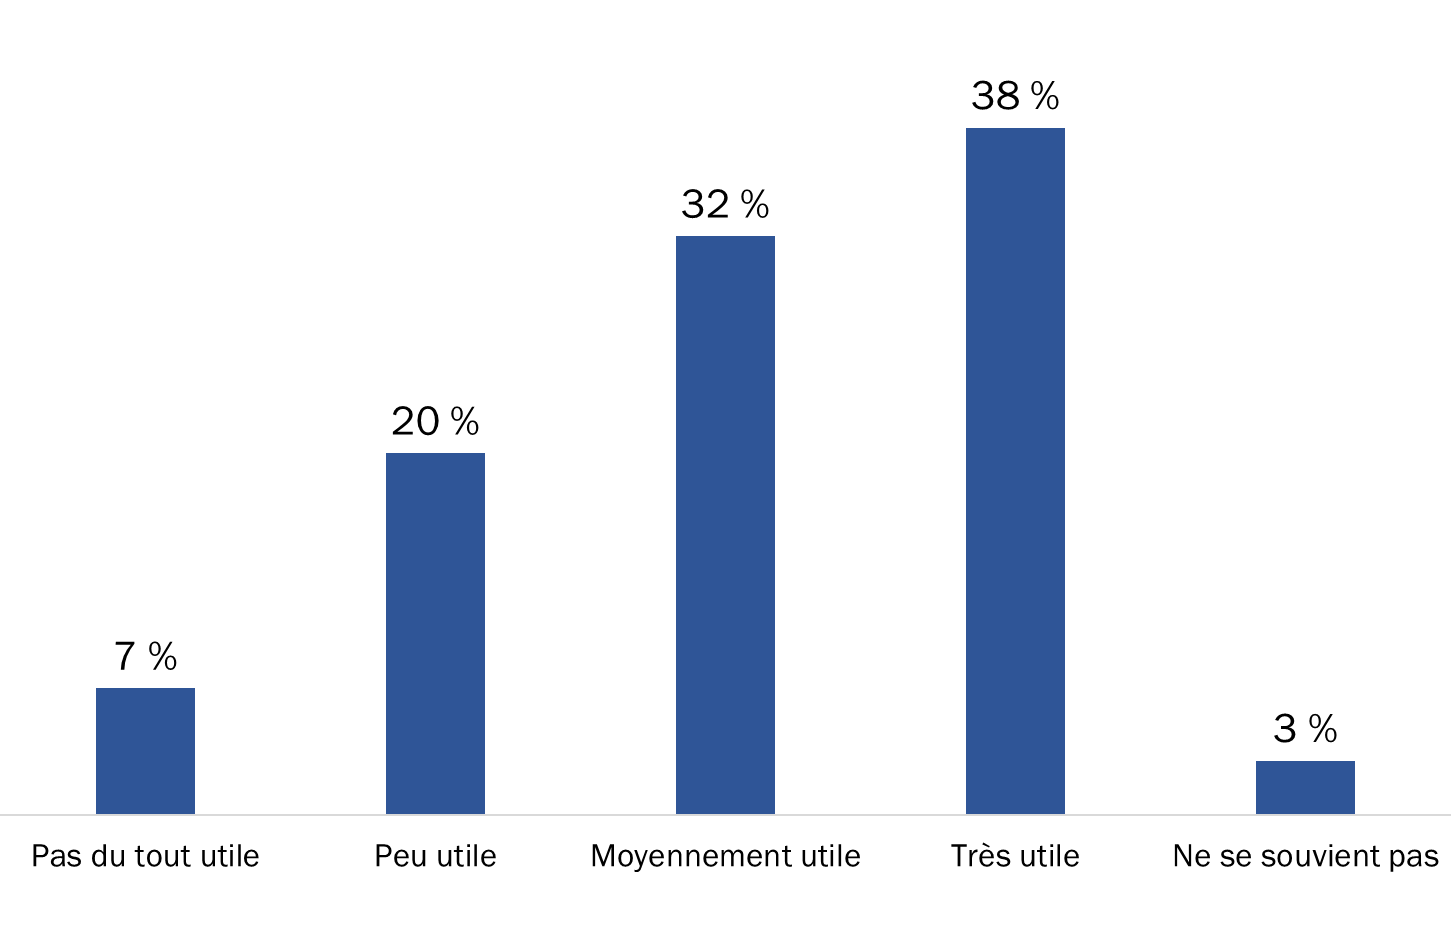 38 %
32 %
20 %
7 %
3 %
Pas du tout utile
Peu utile
Moyennement utile
Très utile
Ne se souvient pas